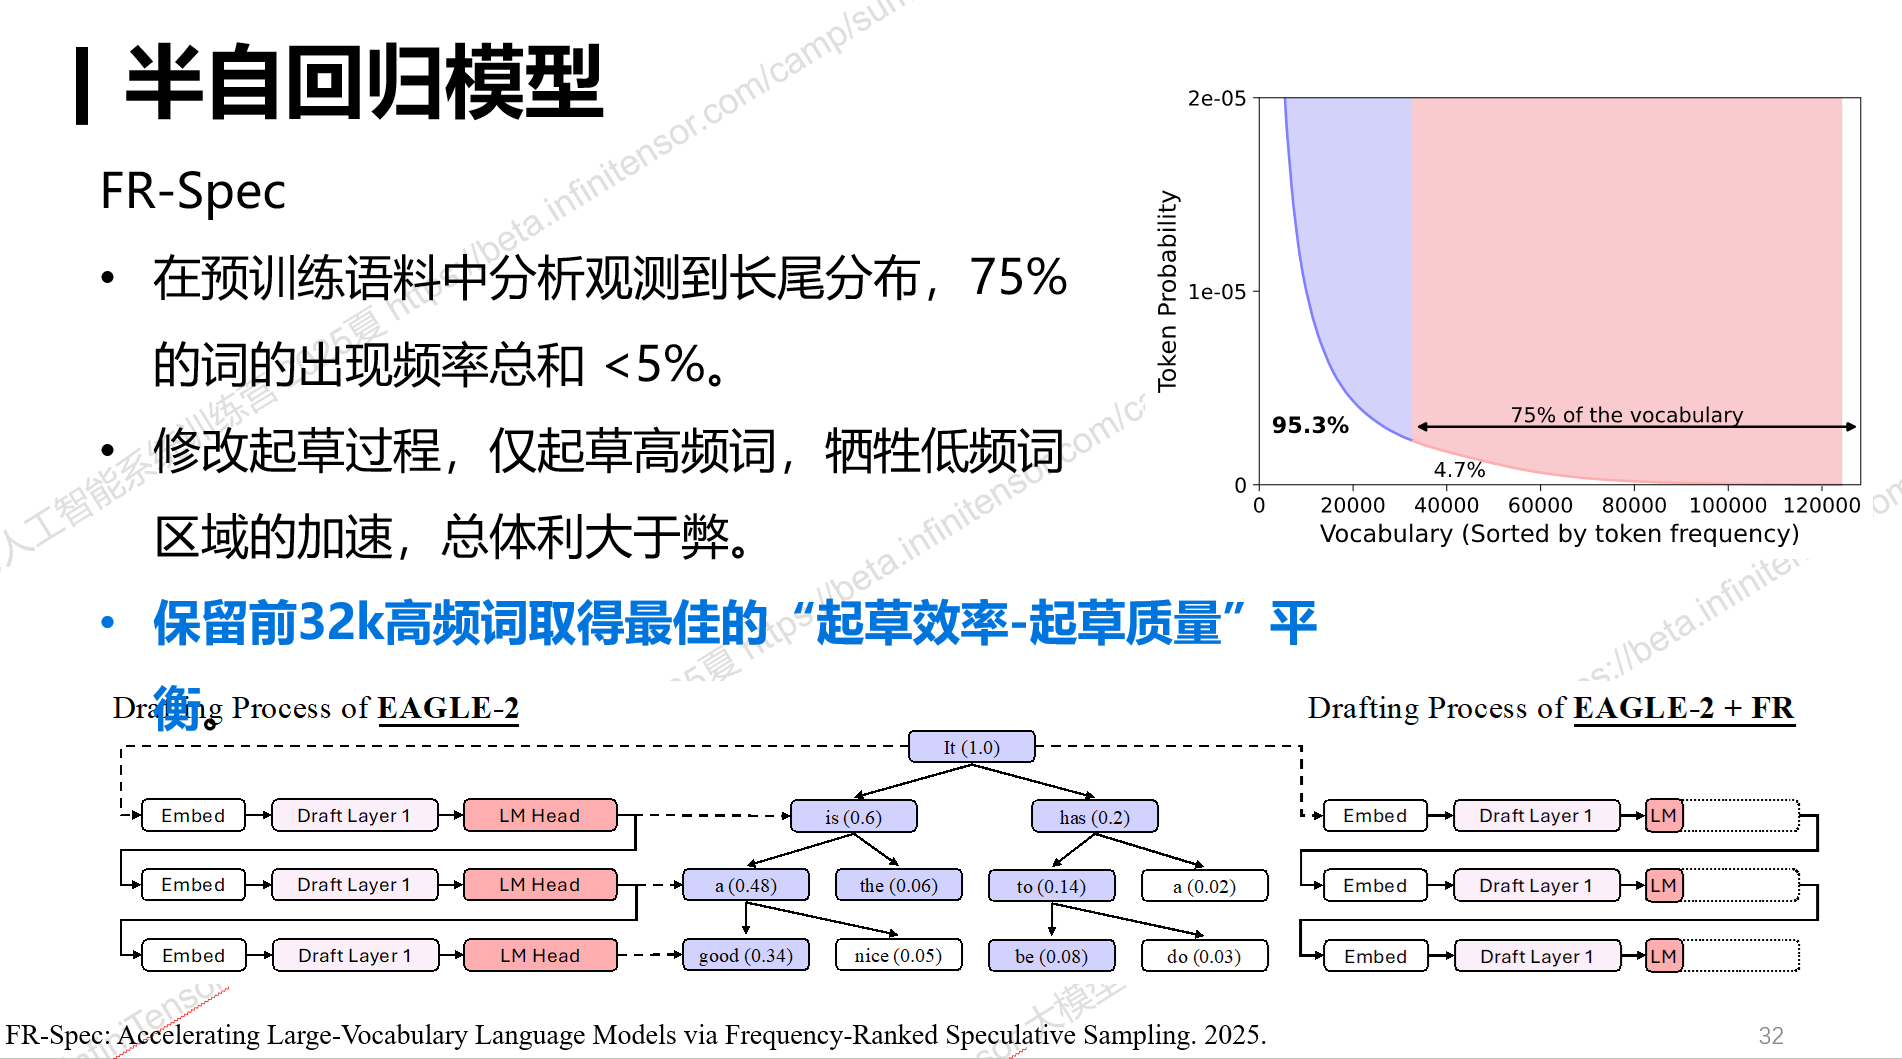 半自回归模型
FR-Spec
• 在预训练语料中分析观测到长尾分布，75%
的词的出现频率总和 <5%。
• 修改起草过程，仅起草高频词，牺牲低频词
区域的加速，总体利大于弊。
• 保留前32k高频词取得最佳的“起草效率-起草质量”平
衡。
2e-05
1e-05
0
Token Probability
95.3%
75% of the vocabulary
4.7%
0 20000 40000 60000 80000 100000 120000
Vocabulary (Sorted by token frequency)
Drafting Process of EAGLE-2
Drafting Process of EAGLE-2 + FR
It (1.0)
Embed Draft Layer 1 LM Head is (0.6) has (0.2) Embed Draft Layer 1 LM
Embed Draft Layer 1 LM Head a (0.48) the (0.06) to (0.14) a (0.02) Embed Draft Layer 1 LM
Embed Draft Layer 1 LM Head good (0.34) nice (0.05) be (0.08) do (0.03) Embed Draft Layer 1 LM
FR-Spec: Accelerating Large-Vocabulary Language Models via Frequency-Ranked Speculative Sampling. 2025.
32